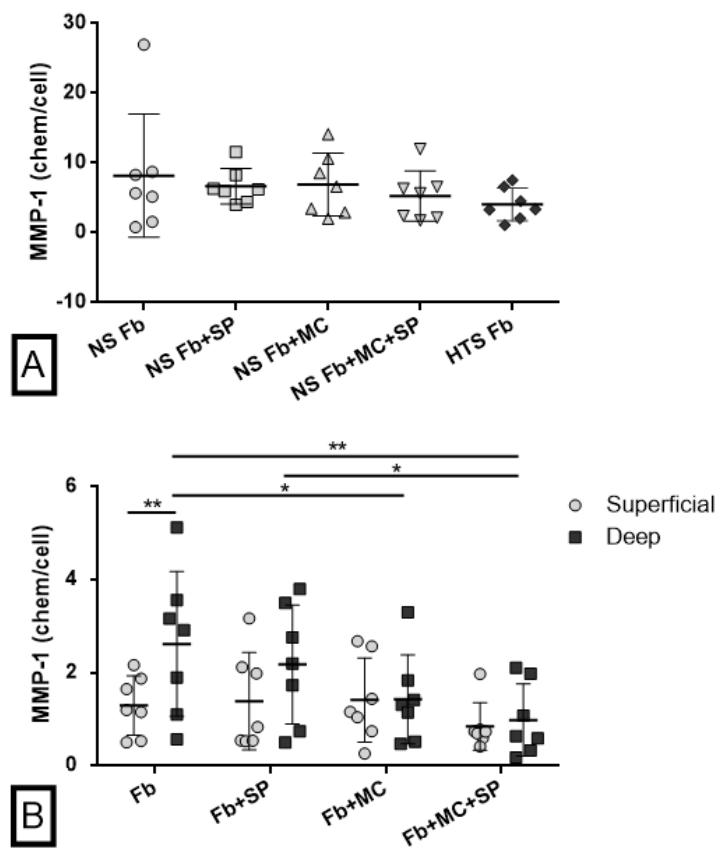 30
20
10
0
-10
MMP-1 (chem/cell)
NS Fb
NS Fb+SP
NS Fb+MC
NS Fb+MC+SP
HTS Fb
A
**
*
*
**
6
4
2
0
MMP-1 (chem/cell)
Superficial
Deep
Fb
Fb+SP
Fb+MC
Fb+MC+SP
B